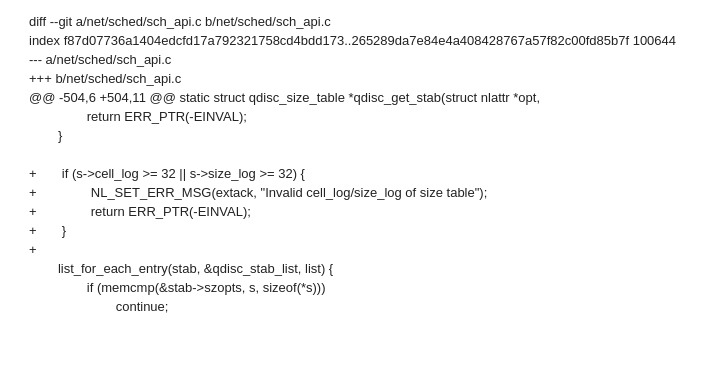 diff --git a/net/sched/sch_api.c b/net/sched/sch_api.c
index f87d07736a1404edcfd17a792321758cd4bdd173..265289da7e84e4a408428767a57f82c00fd85b7f 100644
--- a/net/sched/sch_api.c
+++ b/net/sched/sch_api.c
@@ -504,6 +504,11 @@ static struct qdisc_size_table *qdisc_get_stab(struct nlattr *opt,
                return ERR_PTR(-EINVAL);
        }

+       if (s->cell_log >= 32 || s->size_log >= 32) {
+               NL_SET_ERR_MSG(extack, "Invalid cell_log/size_log of size table");
+               return ERR_PTR(-EINVAL);
+       }
+
        list_for_each_entry(stab, &qdisc_stab_list, list) {
                if (memcmp(&stab->szopts, s, sizeof(*s)))
                        continue;